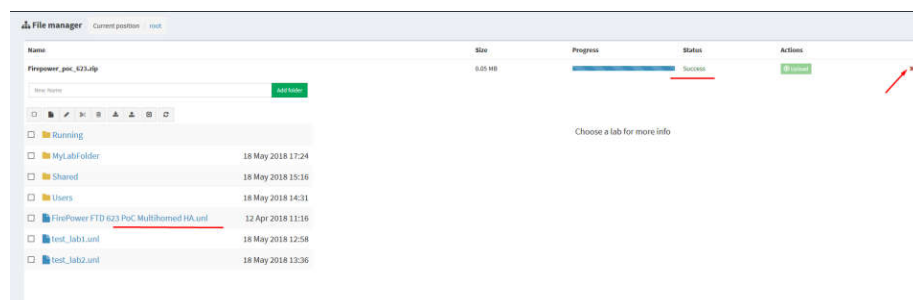 File manager Current position root
Name Size Progress Status Actions
Firepower_poc_623.zip 0.05 MB Success Upload
New Name Add folder
Running
Choose a lab for more info
MyLabFolder 18 May 2018 17:24
Shared 18 May 2018 15:16
Users 18 May 2018 14:31
FirePower FTD 623 PoC Multihomed HA.unl 12 Apr 2018 11:16
test_lab1.unl 18 May 2018 12:58
test_lab2.unl 18 May 2018 13:36